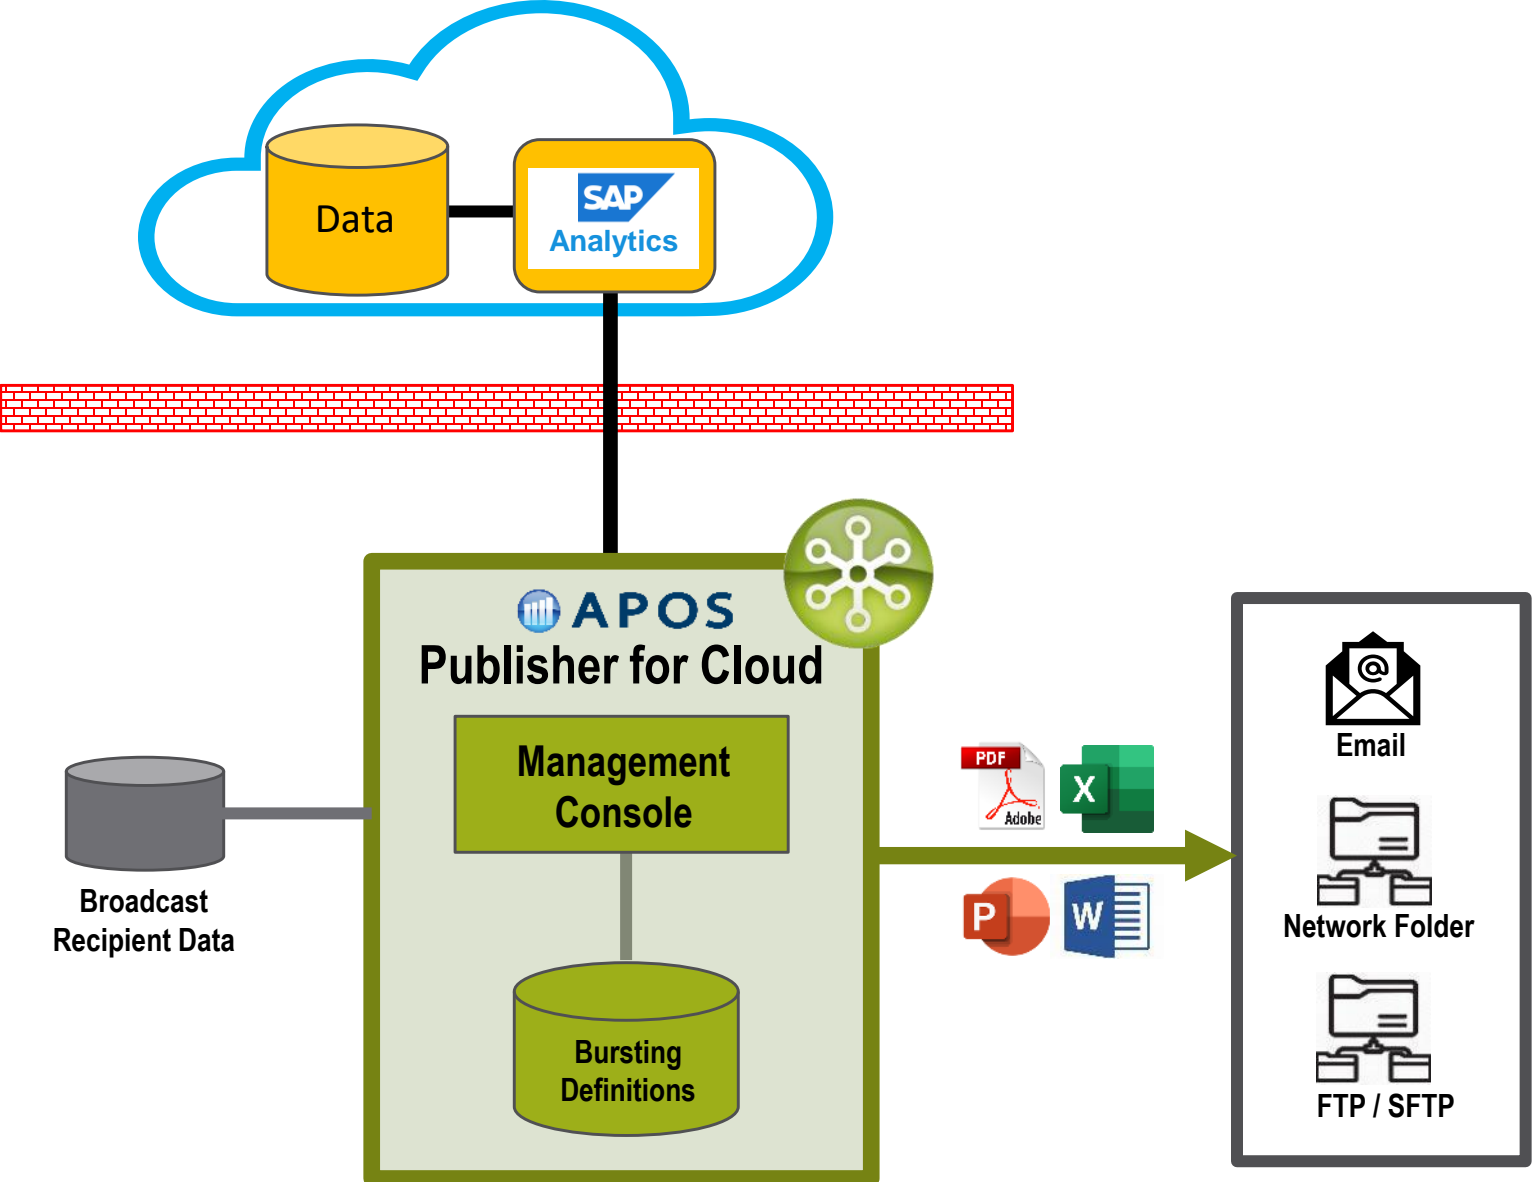 Data
SAP
Analytics
APOS
Publisher for Cloud
Management
Console
Bursting
Definitions
Broadcast
Recipient Data
PDF
Adobe
X
P
W
@
Email
Network Folder
FTP / SFTP